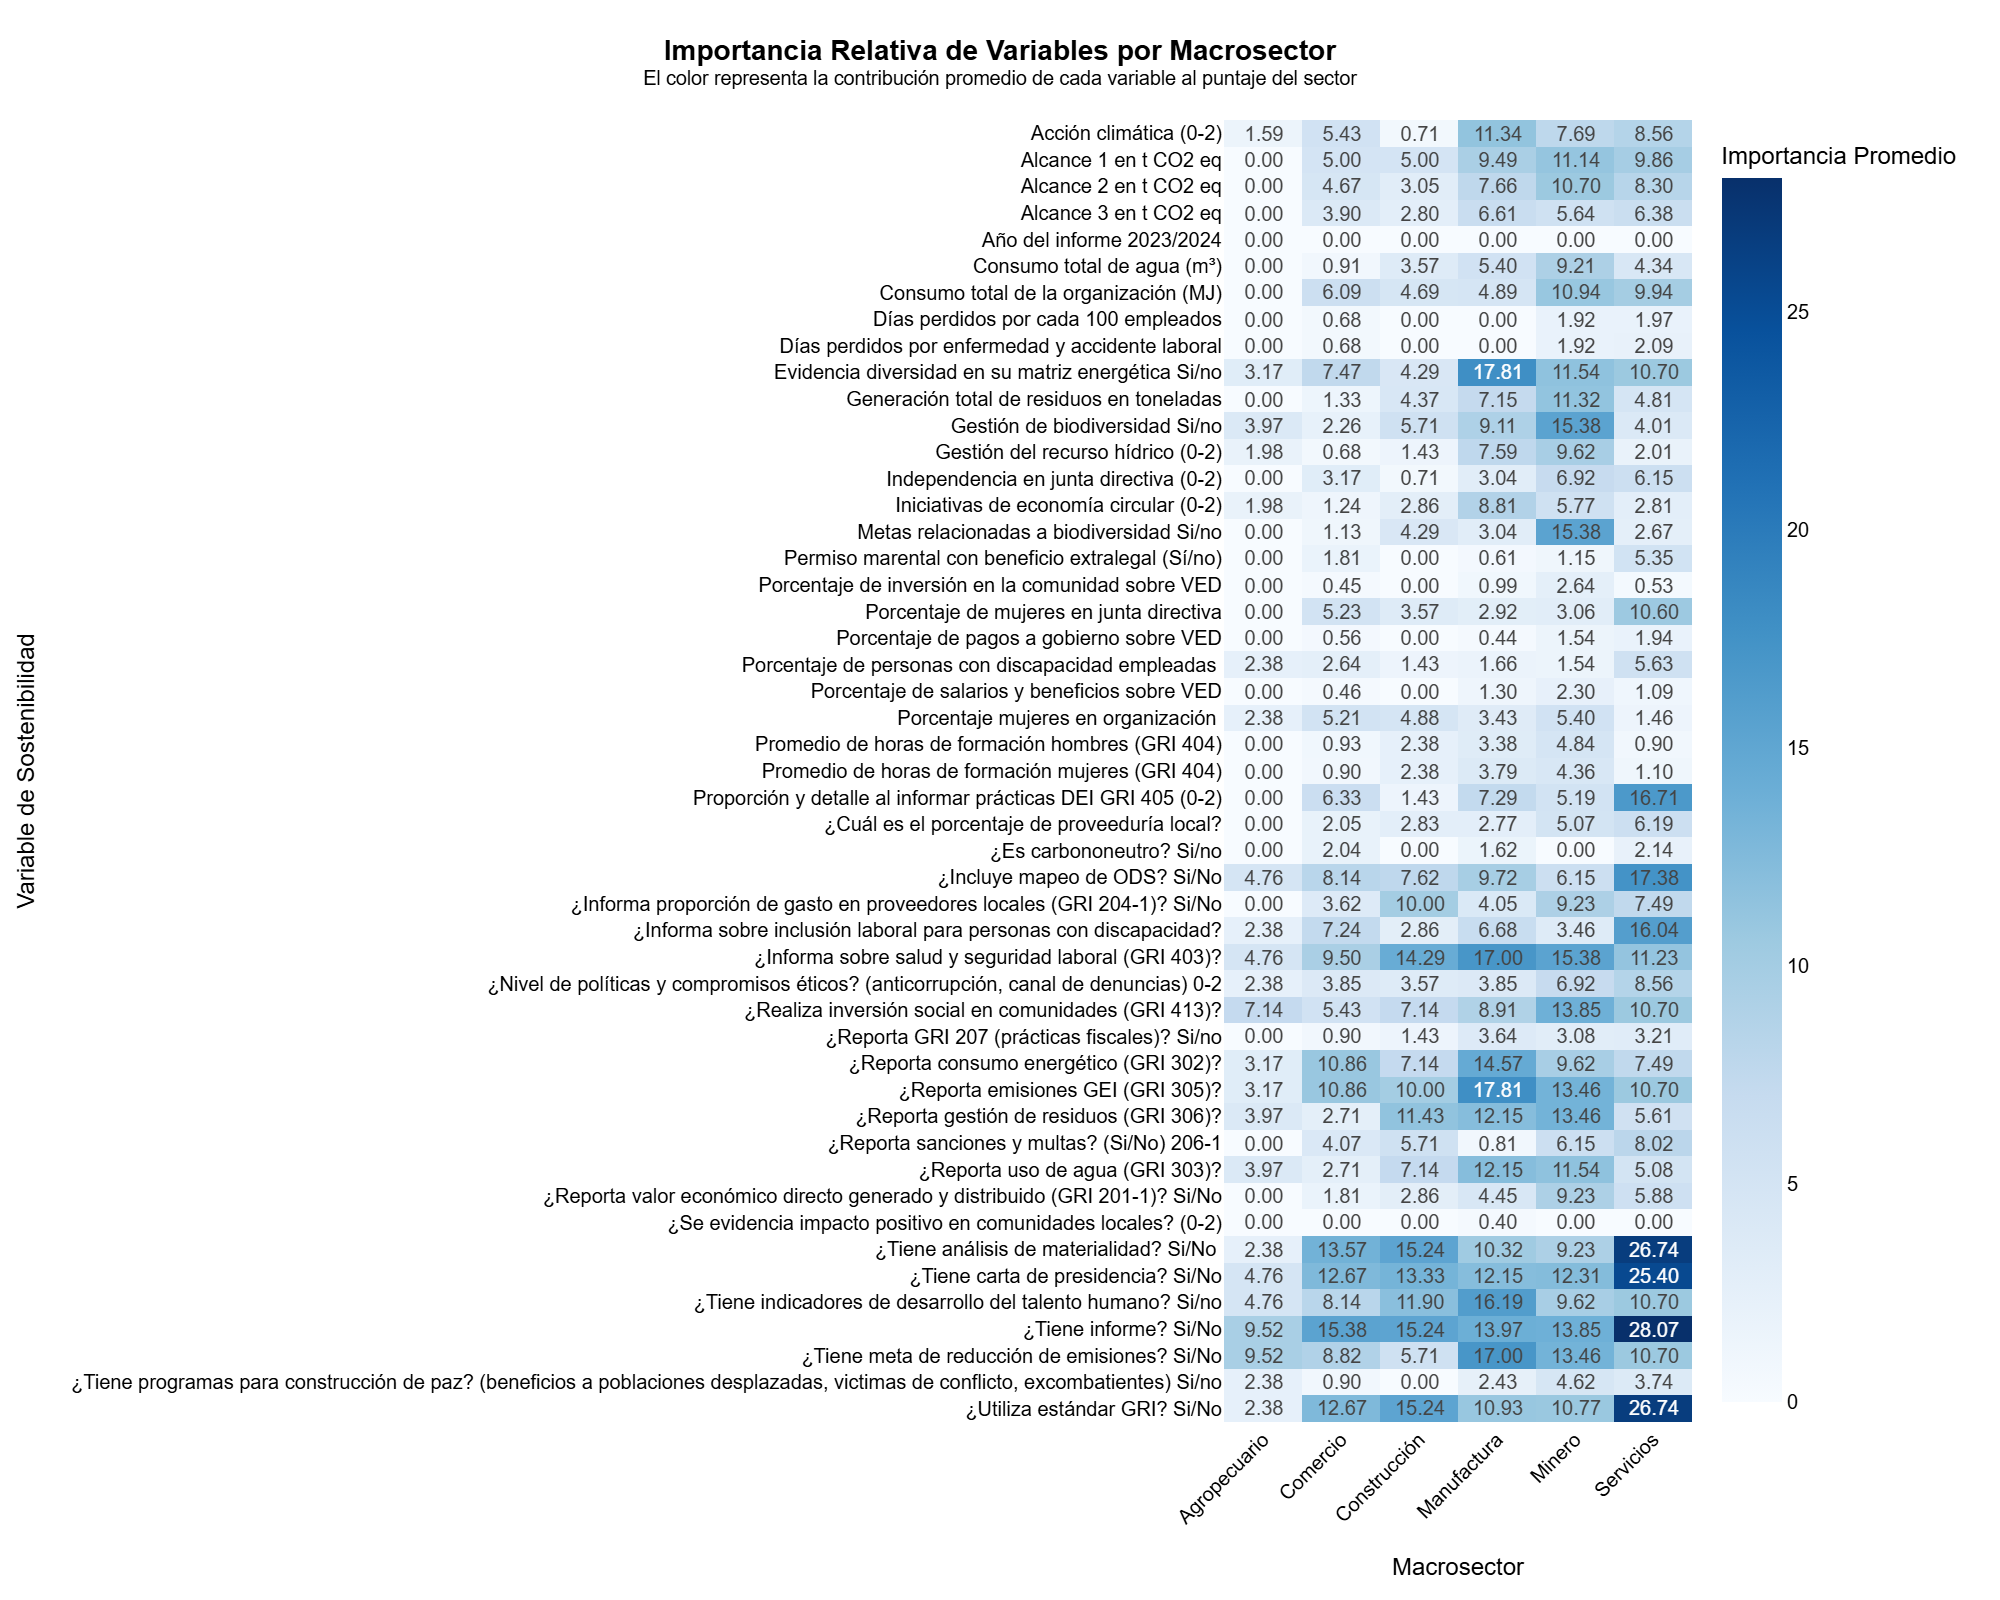 Importancia Relativa de Variables por Macrosector
El color representa la contribución promedio de cada variable al puntaje del sector
Importancia Promedio
25
20
15
10
5
0
Variable de Sostenibilidad
Acción climática (0-2) 1.59 5.43 0.71 11.34 7.69 8.56
Alcance 1 en t CO2 eq 0.00 5.00 5.00 9.49 11.14 9.86
Alcance 2 en t CO2 eq 0.00 4.67 3.05 7.66 10.70 8.30
Alcance 3 en t CO2 eq 0.00 3.90 2.80 6.61 5.64 6.38
Año del informe 2023/2024 0.00 0.00 0.00 0.00 0.00 0.00
Consumo total de agua (m³) 0.00 0.91 3.57 5.40 9.21 4.34
Consumo total de la organización (MJ) 0.00 6.09 4.69 4.89 10.94 9.94
Días perdidos por cada 100 empleados 0.00 0.68 0.00 0.00 1.92 1.97
Días perdidos por enfermedad y accidente laboral 0.00 0.68 0.00 0.00 1.92 2.09
Evidencia diversidad en su matriz energética Si/no 3.17 7.47 4.29 17.81 11.54 10.70
Generación total de residuos en toneladas 0.00 1.33 4.37 7.15 11.32 4.81
Gestión de biodiversidad Si/no 3.97 2.26 5.71 9.11 15.38 4.01
Gestión del recurso hídrico (0-2) 1.98 0.68 1.43 7.59 9.62 2.01
Independencia en junta directiva (0-2) 0.00 3.17 0.71 3.04 6.92 6.15
Iniciativas de economía circular (0-2) 1.98 1.24 2.86 8.81 5.77 2.81
Metas relacionadas a biodiversidad Si/no 0.00 1.13 4.29 3.04 15.38 2.67
Permiso marental con beneficio extralegal (Sí/no) 0.00 1.81 0.00 0.61 1.15 5.35
Porcentaje de inversión en la comunidad sobre VED 0.00 0.45 0.00 0.99 2.64 0.53
Porcentaje de mujeres en junta directiva 0.00 5.23 3.57 2.92 3.06 10.60
Porcentaje de pagos a gobierno sobre VED 0.00 0.56 0.00 0.44 1.54 1.94
Porcentaje de personas con discapacidad empleadas 2.38 2.64 1.43 1.66 1.54 5.63
Porcentaje de salarios y beneficios sobre VED 0.00 0.46 0.00 1.30 2.30 1.09
Porcentaje mujeres en organización 2.38 5.21 4.88 3.43 5.40 1.46
Promedio de horas de formación hombres (GRI 404) 0.00 0.93 2.38 3.38 4.84 0.90
Promedio de horas de formación mujeres (GRI 404) 0.00 0.90 2.38 3.79 4.36 1.10
Proporción y detalle al informar prácticas DEI GRI 405 (0-2) 0.00 6.33 1.43 7.29 5.19 16.71
¿Cuál es el porcentaje de proveeduría local? 0.00 2.05 2.83 2.77 5.07 6.19
¿Es carbononeutro? Si/no 0.00 2.04 0.00 1.62 0.00 2.14
¿Incluye mapeo de ODS? Si/No 4.76 8.14 7.62 9.72 6.15 17.38
¿Informa proporción de gasto en proveedores locales (GRI 204-1)? Si/No 0.00 3.62 10.00 4.05 9.23 7.49
¿Informa sobre inclusión laboral para personas con discapacidad? 2.38 7.24 2.86 6.68 3.46 16.04
¿Informa sobre salud y seguridad laboral (GRI 403)? 4.76 9.50 14.29 17.00 15.38 11.23
¿Nivel de políticas y compromisos éticos? (anticorrupción, canal de denuncias) 0-2 2.38 3.85 3.57 3.85 6.92 8.56
¿Realiza inversión social en comunidades (GRI 413)? 7.14 5.43 7.14 8.91 13.85 10.70
¿Reporta GRI 207 (prácticas fiscales)? Si/no 0.00 0.90 1.43 3.64 3.08 3.21
¿Reporta consumo energético (GRI 302)? 3.17 10.86 7.14 14.57 9.62 7.49
¿Reporta emisiones GEI (GRI 305)? 3.17 10.86 10.00 17.81 13.46 10.70
¿Reporta gestión de residuos (GRI 306)? 3.97 2.71 11.43 12.15 13.46 5.61
¿Reporta sanciones y multas? (Si/No) 206-1 0.00 4.07 5.71 0.81 6.15 8.02
¿Reporta uso de agua (GRI 303)? 3.97 2.71 7.14 12.15 11.54 5.08
¿Reporta valor económico directo generado y distribuido (GRI 201-1)? Si/No 0.00 1.81 2.86 4.45 9.23 5.88
¿Se evidencia impacto positivo en comunidades locales? (0-2) 0.00 0.00 0.00 0.40 0.00 0.00
¿Tiene análisis de materialidad? Si/No 2.38 13.57 15.24 10.32 9.23 26.74
¿Tiene carta de presidencia? Si/No 4.76 12.67 13.33 12.15 12.31 25.40
¿Tiene indicadores de desarrollo del talento humano? Si/no 4.76 8.14 11.90 16.19 9.62 10.70
¿Tiene informe? Si/No 9.52 15.38 15.24 13.97 13.85 28.07
¿Tiene meta de reducción de emisiones? Si/No 9.52 8.82 5.71 17.00 13.46 10.70
¿Tiene programas para construcción de paz? (beneficios a poblaciones desplazadas, victimas de conflicto, excombatientes) Si/no 2.38 0.90 0.00 2.43 4.62 3.74
¿Utiliza estándar GRI? Si/No 2.38 12.67 15.24 10.93 10.77 26.74
Agropecuario Comercio Construcción Manufactura Minero Servicios
Macrosector